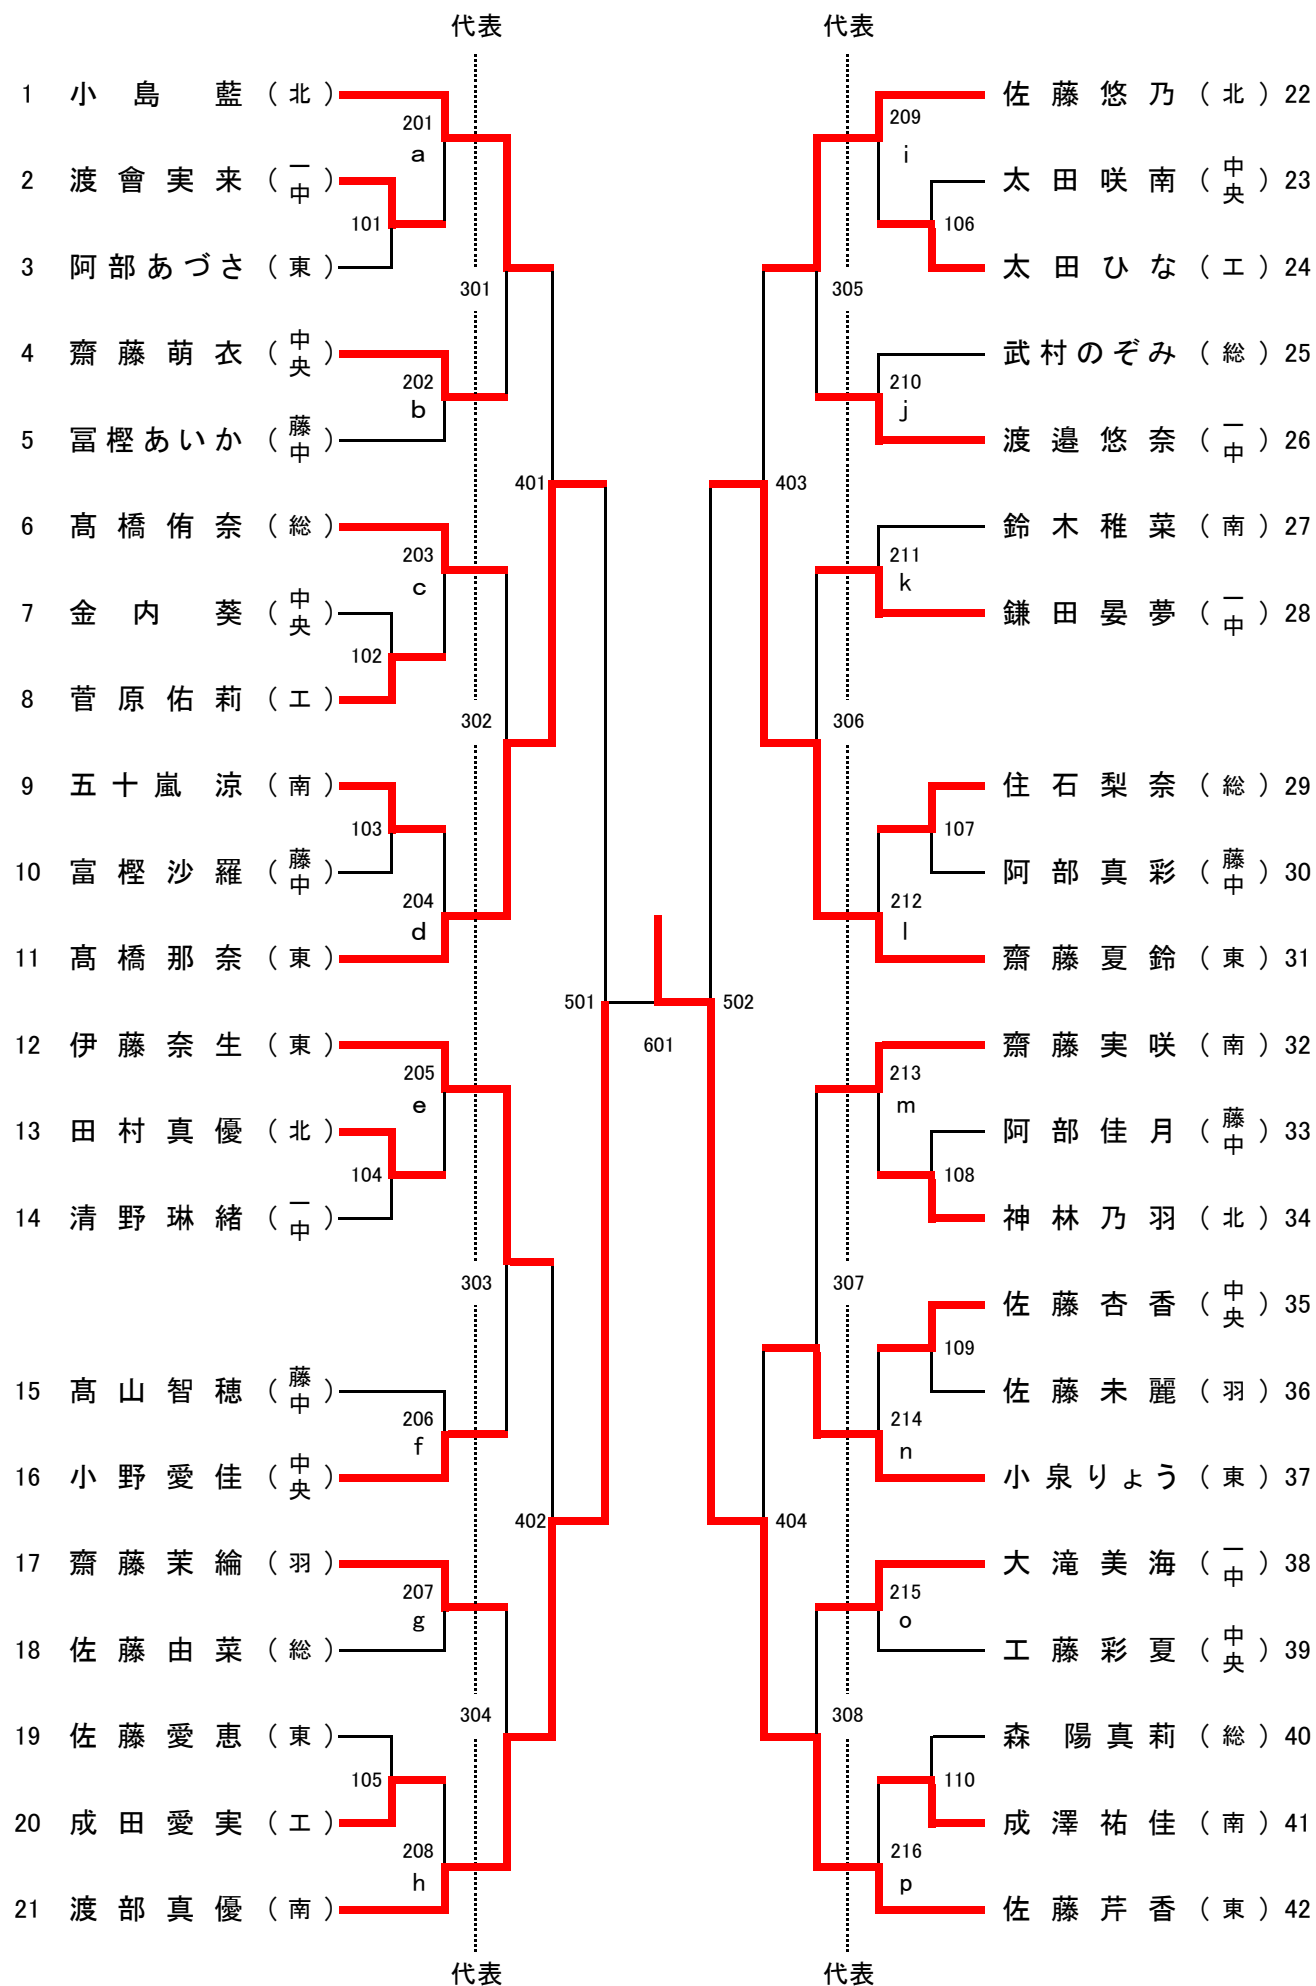 代表 代表
1 小島 藍 (北)
2 渡會実来 (一中)
3 阿部あづさ (東)
4 齋藤萌衣 (中央)
5 冨樫あいか (藤中)
6 髙橋侑奈 (総)
7 金内 葵 (中央)
8 菅原佑莉 (工)
9 五十嵐 涼 (南)
10 富樫沙羅 (藤中)
11 髙橋那奈 (東)
12 伊藤奈生 (東)
13 田村真優 (北)
14 清野琳緒 (一中)
15 髙山智穂 (藤中)
16 小野愛佳 (中央)
17 齋藤茉綸 (羽)
18 佐藤由菜 (総)
19 佐藤愛恵 (東)
20 成田愛実 (工)
21 渡部真優 (南)
201
a
101
301
202
b
401
203
c
102
302
103
204
d
501
205
e
104
303
206
f
402
207
g
304
105
208
h
601
209
i
106
305
210
j
403
211
k
306
107
212
l
502
213
m
108
307
109
214
n
404
215
o
308
110
216
p
佐藤悠乃 (北) 22
太田咲南 (中央) 23
太田ひな (工) 24
武村のぞみ (総) 25
渡邉悠奈 (一中) 26
鈴木稚菜 (南) 27
鎌田晏夢 (一中) 28
住石梨奈 (総) 29
阿部真彩 (藤中) 30
齋藤夏鈴 (東) 31
齋藤実咲 (南) 32
阿部佳月 (藤中) 33
神林乃羽 (北) 34
佐藤杏香 (中央) 35
佐藤未麗 (羽) 36
小泉りょう (東) 37
大滝美海 (一中) 38
工藤彩夏 (中央) 39
森 陽真莉 (総) 40
成澤祐佳 (南) 41
佐藤芹香 (東) 42
代表 代表